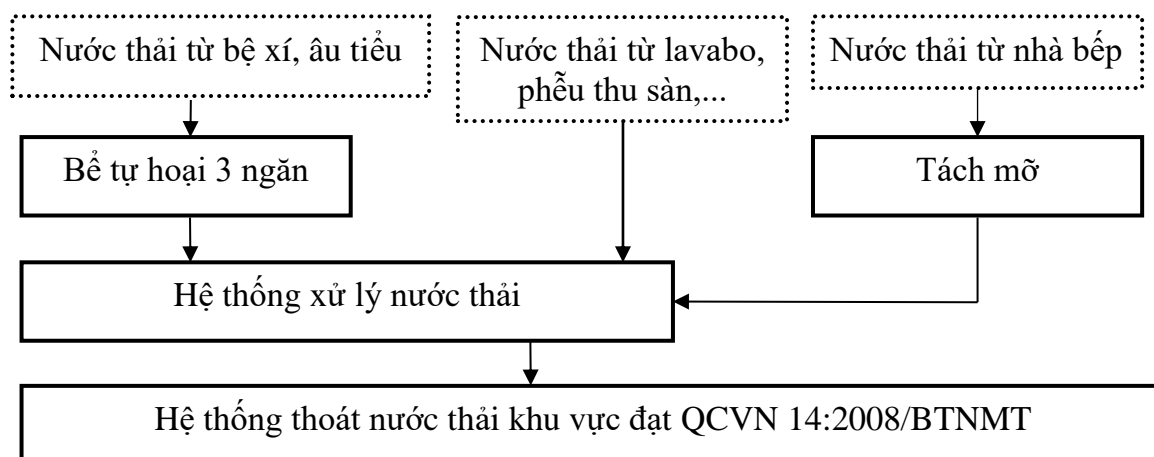 Nước thải từ bệ xí, âu tiểu
Nước thải từ lavabo,
phễu thu sàn,...
Nước thải từ nhà bếp
Bể tự hoại 3 ngăn
Tách mỡ
Hệ thống xử lý nước thải
Hệ thống thoát nước thải khu vực đạt QCVN 14:2008/BTNMT